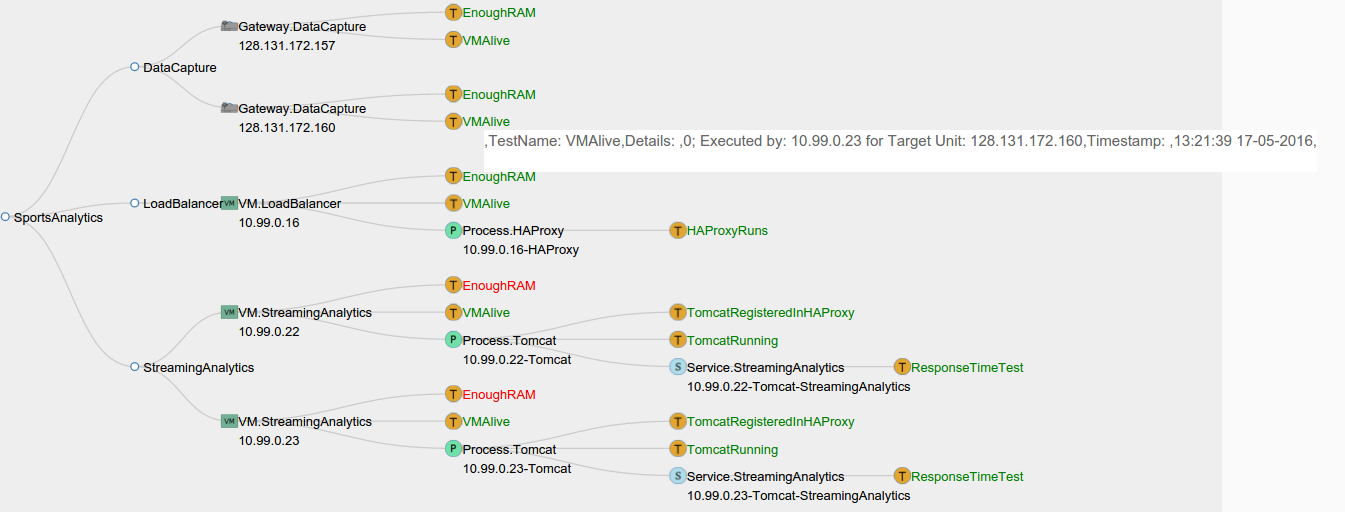 T EnoughRAM
Gateway.DataCapture
128.131.172.157
T VMAlive
DataCapture
T EnoughRAM
Gateway.DataCapture
128.131.172.160
T VMAlive
,TestName: VMAlive,Details: ,0; Executed by: 10.99.0.23 for Target Unit: 128.131.172.160,Timestamp: ,13:21:39 17-05-2016,
T EnoughRAM
SportsAnalytics
LoadBalancer
VM VM.LoadBalancer
10.99.0.16
T VMAlive
P Process.HAProxy
10.99.0.16-HAProxy
T HAProxyRuns
T EnoughRAM
VM VM.StreamingAnalytics
10.99.0.22
T VMAlive
T TomcatRegisteredInHAProxy
P Process.Tomcat
10.99.0.22-Tomcat
T TomcatRunning
StreamingAnalytics
S Service.StreamingAnalytics
10.99.0.22-Tomcat-StreamingAnalytics
T ResponseTimeTest
T EnoughRAM
VM VM.StreamingAnalytics
10.99.0.23
T VMAlive
T TomcatRegisteredInHAProxy
P Process.Tomcat
10.99.0.23-Tomcat
T TomcatRunning
S Service.StreamingAnalytics
10.99.0.23-Tomcat-StreamingAnalytics
T ResponseTimeTest